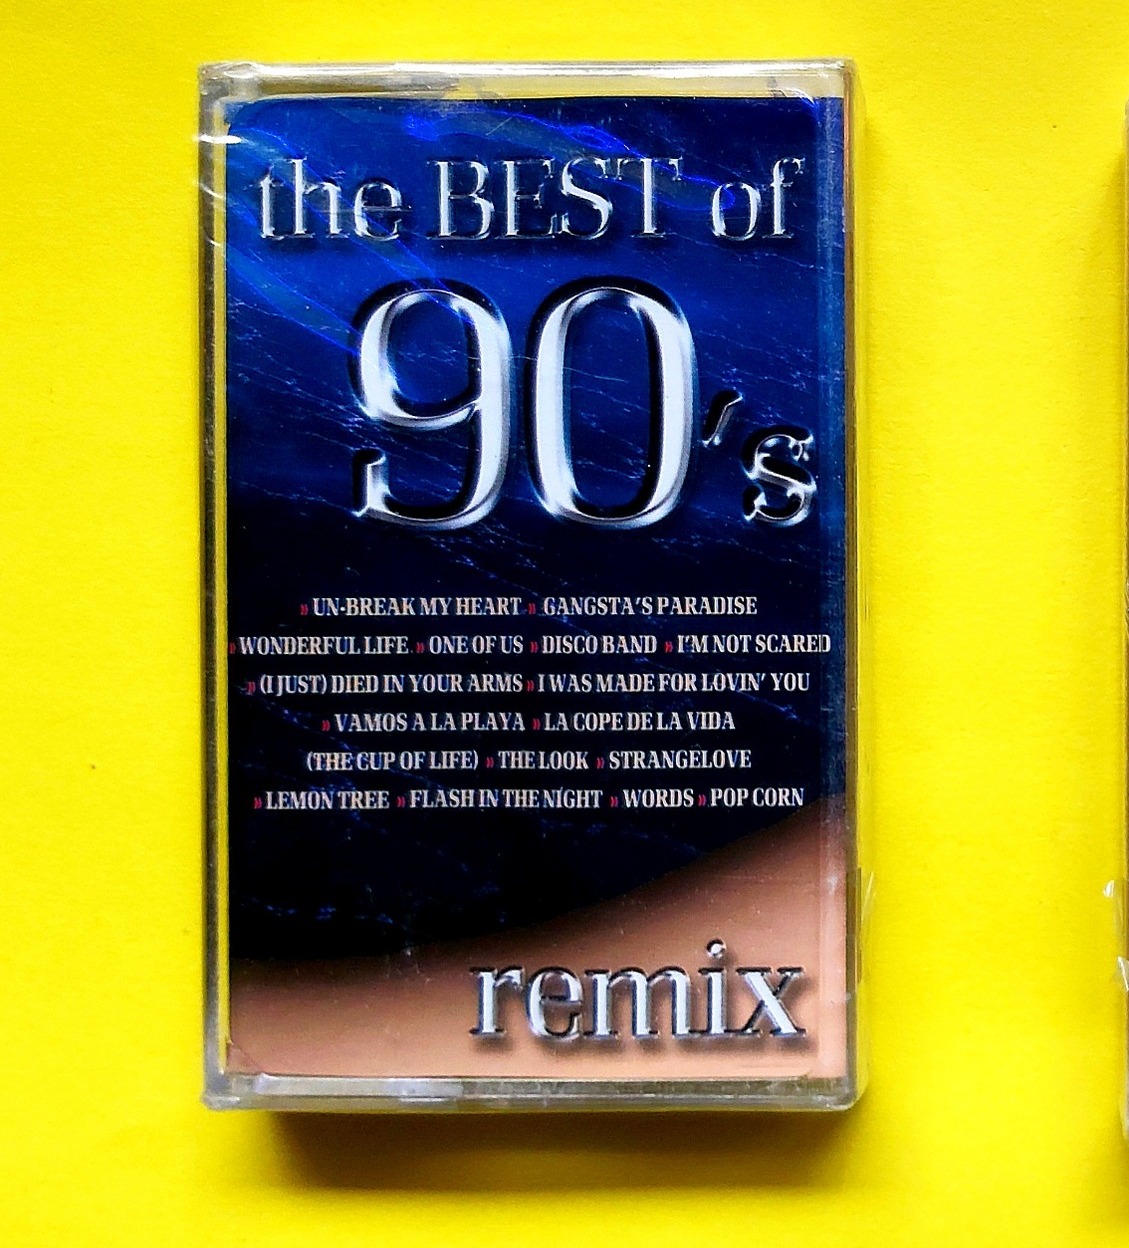 the BEST of
90's
» UN-BREAK MY HEART » GANGSTA'S PARADISE
» WONDERFUL LIFE » ONE OF US » DISCO BAND » I'M NOT SCARED
» (I JUST) DIED IN YOUR ARMS » I WAS MADE FOR LOVIN' YOU
» VAMOS A LA PLAYA » LA COPE DE LA VIDA
(THE CUP OF LIFE) » THE LOOK » STRANGELOVE
» LEMON TREE » FLASH IN THE NIGHT » WORDS » POP CORN
remix